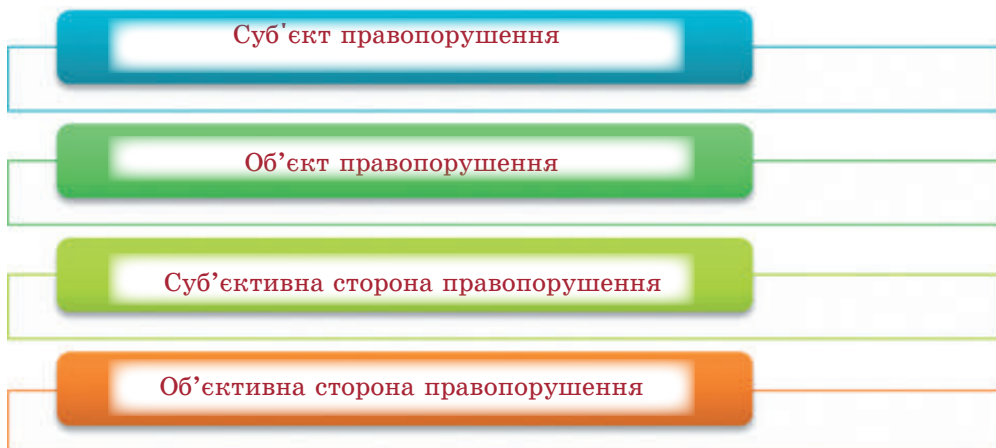 Суб'єкт правопорушення
Об’єкт правопорушення
Суб’єктивна сторона правопорушення
Об’єктивна сторона правопорушення